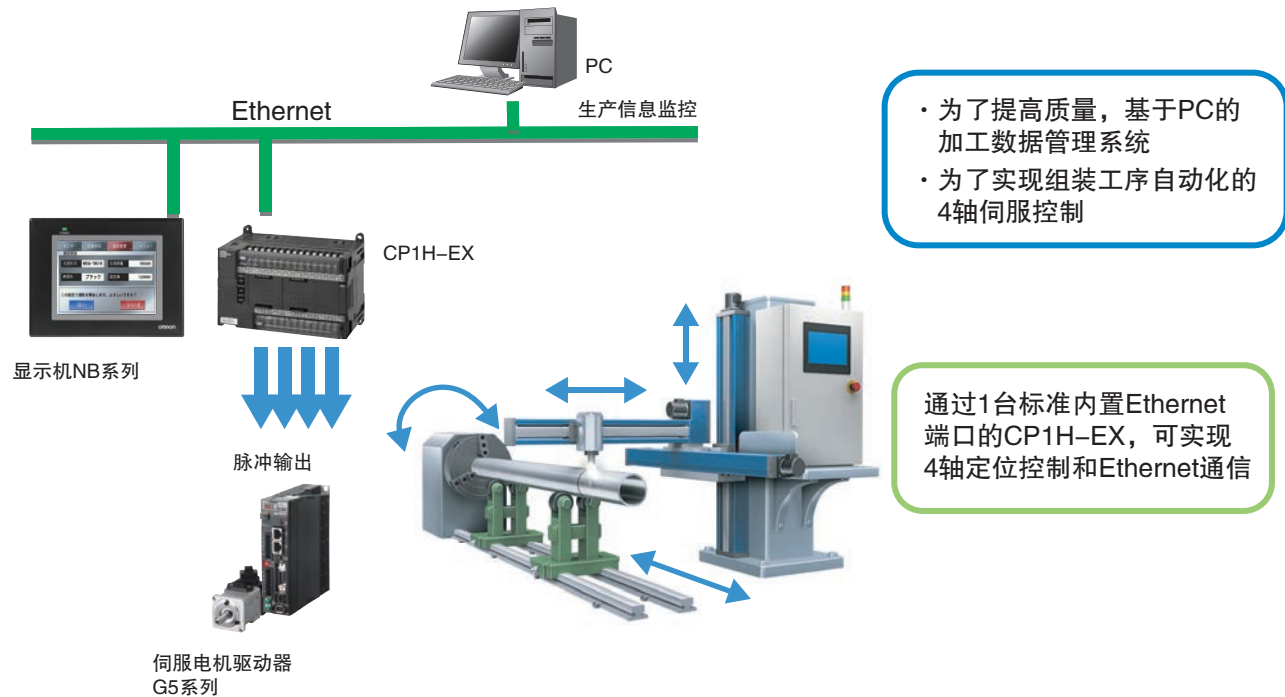 PC
Ethernet
生产信息监控
CP1H–EX
omron
显示机NB系列
脉冲输出
伺服电机驱动器
G5系列
・为了提高质量，基于PC的
加工数据管理系统
・为了实现组装工序自动化的
4轴伺服控制
通过1台标准内置Ethernet
端口的CP1H–EX，可实现
4轴定位控制和Ethernet通信